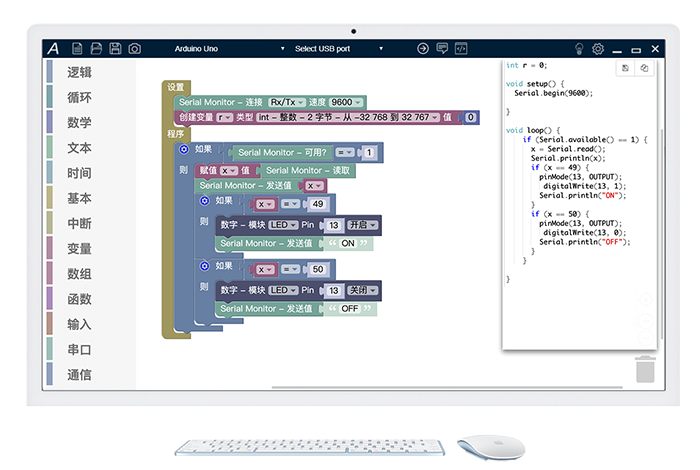 A
Arduino Uno
Select USB port
逻辑
循环
数学
文本
时间
基本
中断
变量
数组
函数
输入
串口
通信
设置
Serial Monitor – 连接 Rx/Tx 速度 9600
创建变量 r 类型 int – 整数 – 2 字节 – 从 -32 768 到 32 767 值 0
程序
如果 Serial Monitor – 可用? = 1
则 赋值 x 值 Serial Monitor – 读取
Serial Monitor – 发送值 x
如果 x = 49
则 数字 – 模块 LED Pin 13 开启
Serial Monitor – 发送值 “ ON ”
如果 x = 50
则 数字 – 模块 LED Pin 13 关闭
Serial Monitor – 发送值 “ OFF ”
int r = 0;
void setup() {
Serial.begin(9600);
}
void loop() {
if (Serial.available() == 1) {
x = Serial.read();
Serial.println(x);
if (x == 49) {
pinMode(13, OUTPUT);
digitalWrite(13, 1);
Serial.println("ON");
}
if (x == 50) {
pinMode(13, OUTPUT);
digitalWrite(13, 0);
Serial.println("OFF");
}
}
}